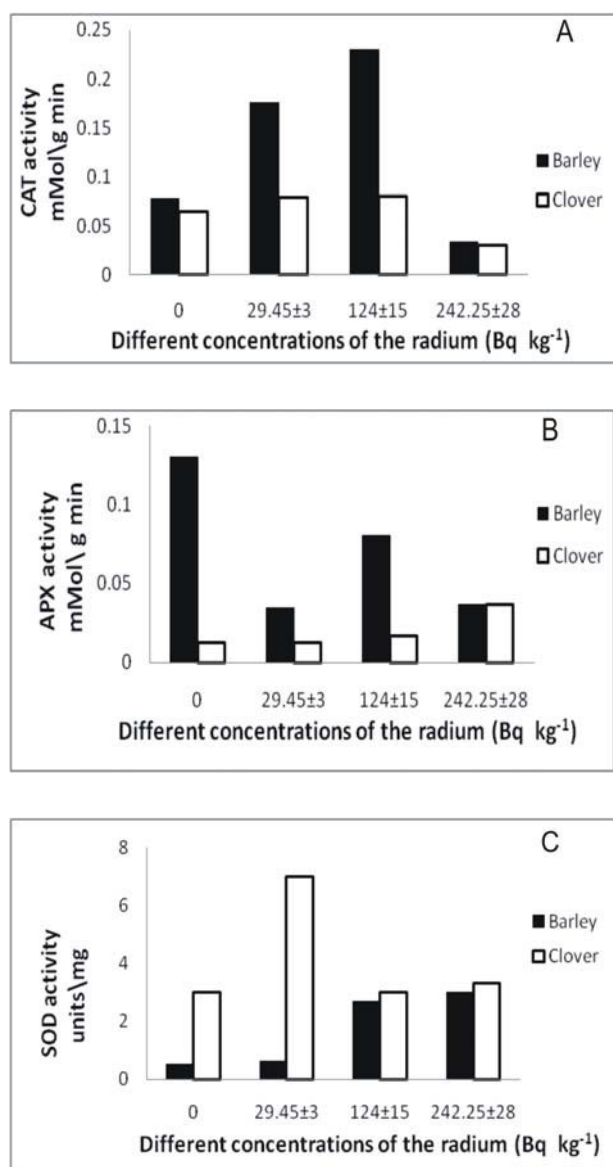 A
0.25
0.2
0.15
0.1
0.05
0
CAT activity
mMol\g min
Barley
Clover
0 29.45±3 124±15 242.25±28
Different concentrations of the radium (Bq kg⁻¹)
B
0.15
0.1
0.05
0
APX activity
mMol\ g min
Barley
Clover
0 29.45±3 124±15 242.25±28
Different concentrations of the radium (Bq kg⁻¹)
C
8
6
4
2
0
SOD activity
units\mg
Barley
Clover
0 29.45±3 124±15 242.25±28
Different concentrations of the radium (Bq kg⁻¹)